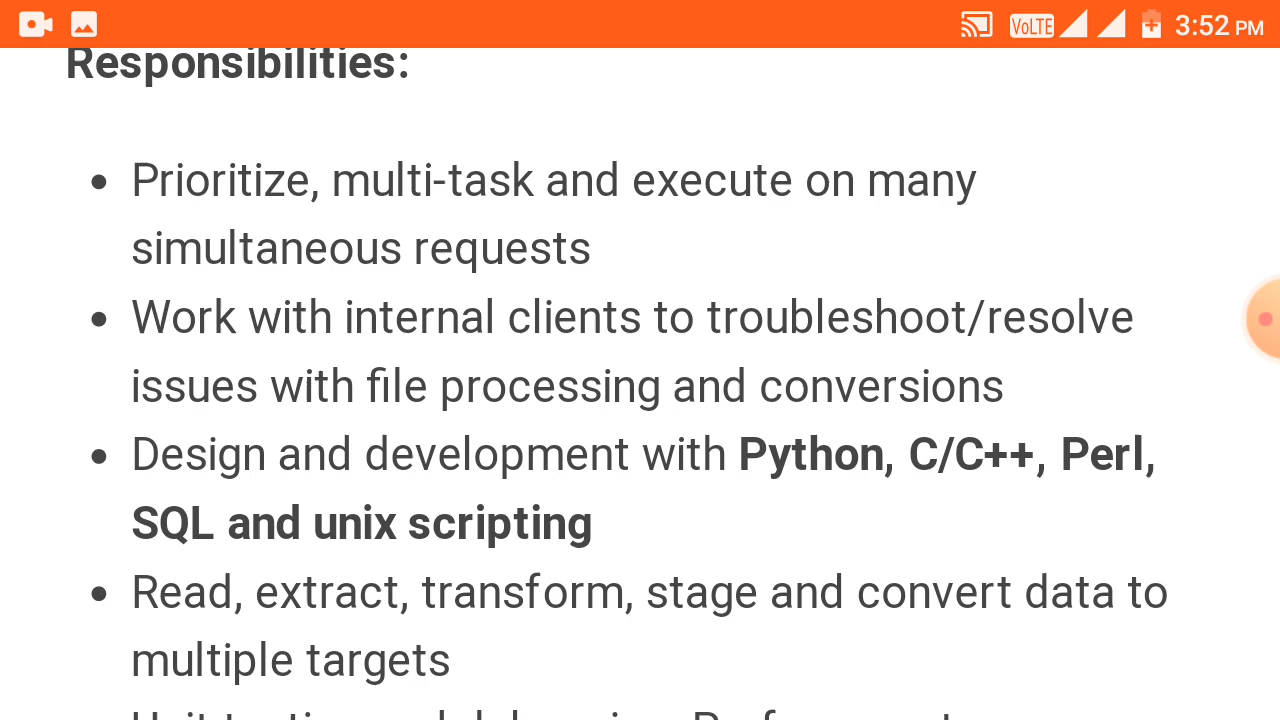 VoLTE 3:52 PM
Responsibilities:
Prioritize, multi-task and execute on many
simultaneous requests
Work with internal clients to troubleshoot/resolve
issues with file processing and conversions
Design and development with Python, C/C++, Perl,
SQL and unix scripting
Read, extract, transform, stage and convert data to
multiple targets